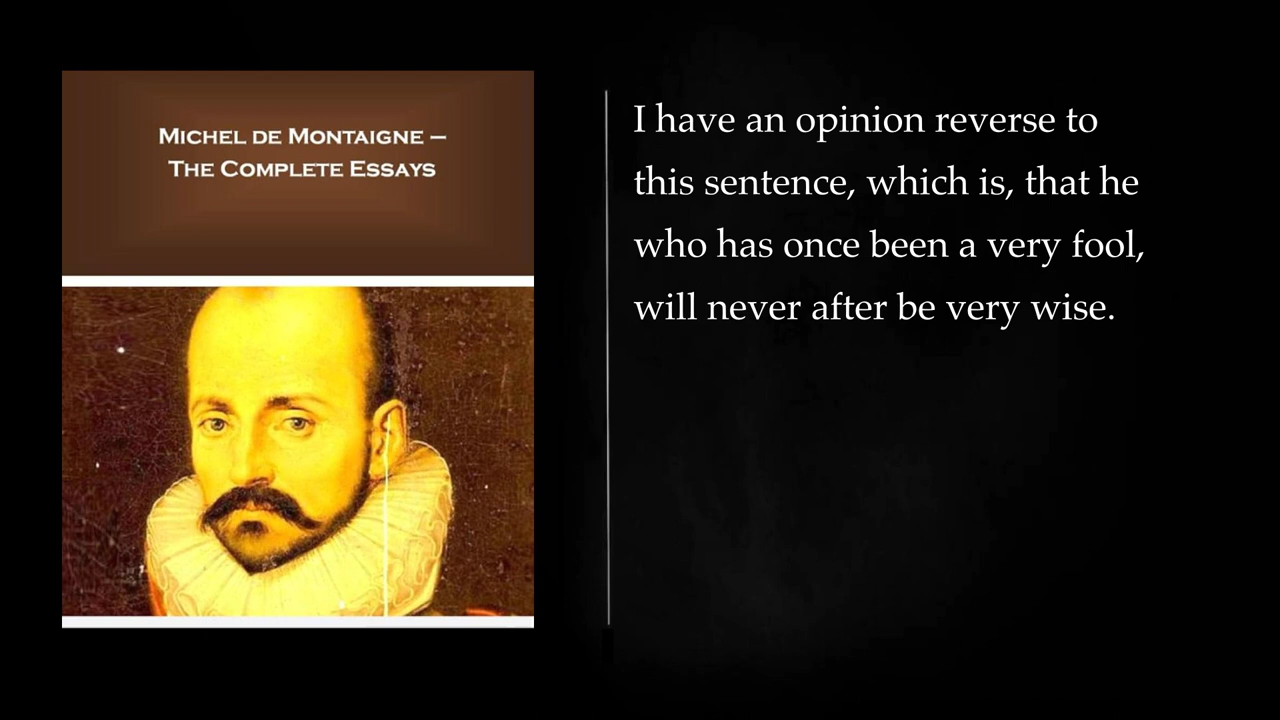 MICHEL DE MONTAIGNE –
THE COMPLETE ESSAYS
I have an opinion reverse to
this sentence, which is, that he
who has once been a very fool,
will never after be very wise.